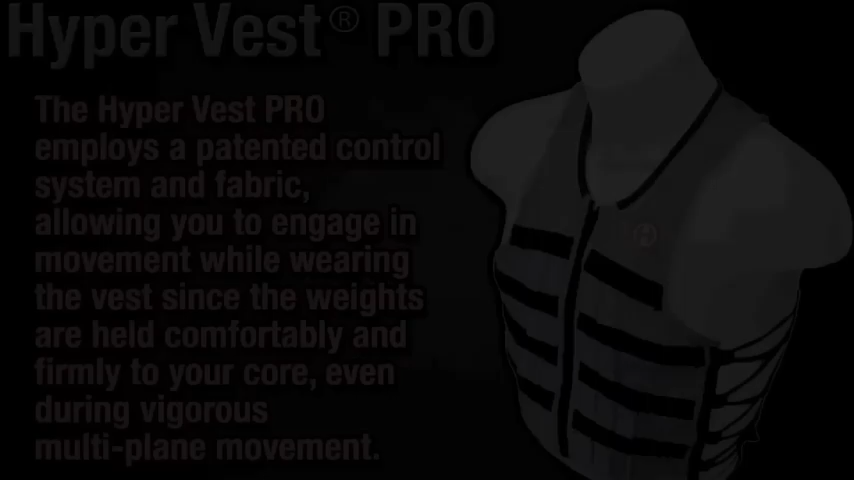 Hyper Vest® PRO
The Hyper Vest PRO
employs a patented control
system and fabric,
allowing you to engage in
movement while wearing
the vest since the weights
are held comfortably and
firmly to your core, even
during vigorous
multi-plane movement.